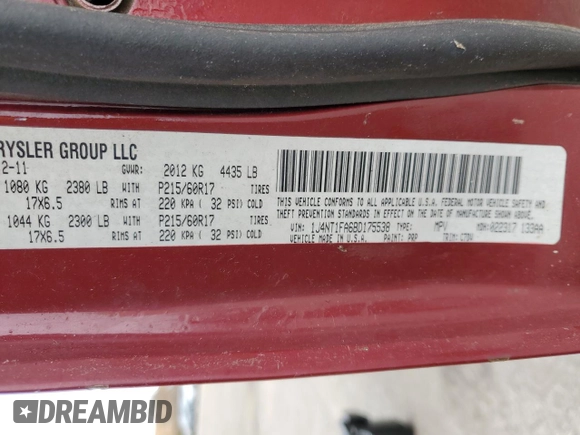 RYSLER GROUP LLC
2-11 GVWR: 2012 KG 4435 LB
1080 KG 2380 LB WITH P215/60R17 TIRES
17X6.5 RIMS AT 220 KPA ( 32 PSI) COLD
1044 KG 2300 LB WITH P215/60R17 TIRES
17X6.5 RIMS AT 220 KPA ( 32 PSI) COLD
THIS VEHICLE CONFORMS TO ALL APPLICABLE U.S.A. FEDERAL MOTOR VEHICLE SAFETY AND
THEFT PREVENTION STANDARDS IN EFFECT ON THE DATE OF MANUFACTURE SHOWN ABOVE.
VIN: 1J4NT1FA6BD175538 MPV MDH: 022317 133AA
VEHICLE MADE IN U.S.A. PAINT: PRP TRIM:
DREAMBID